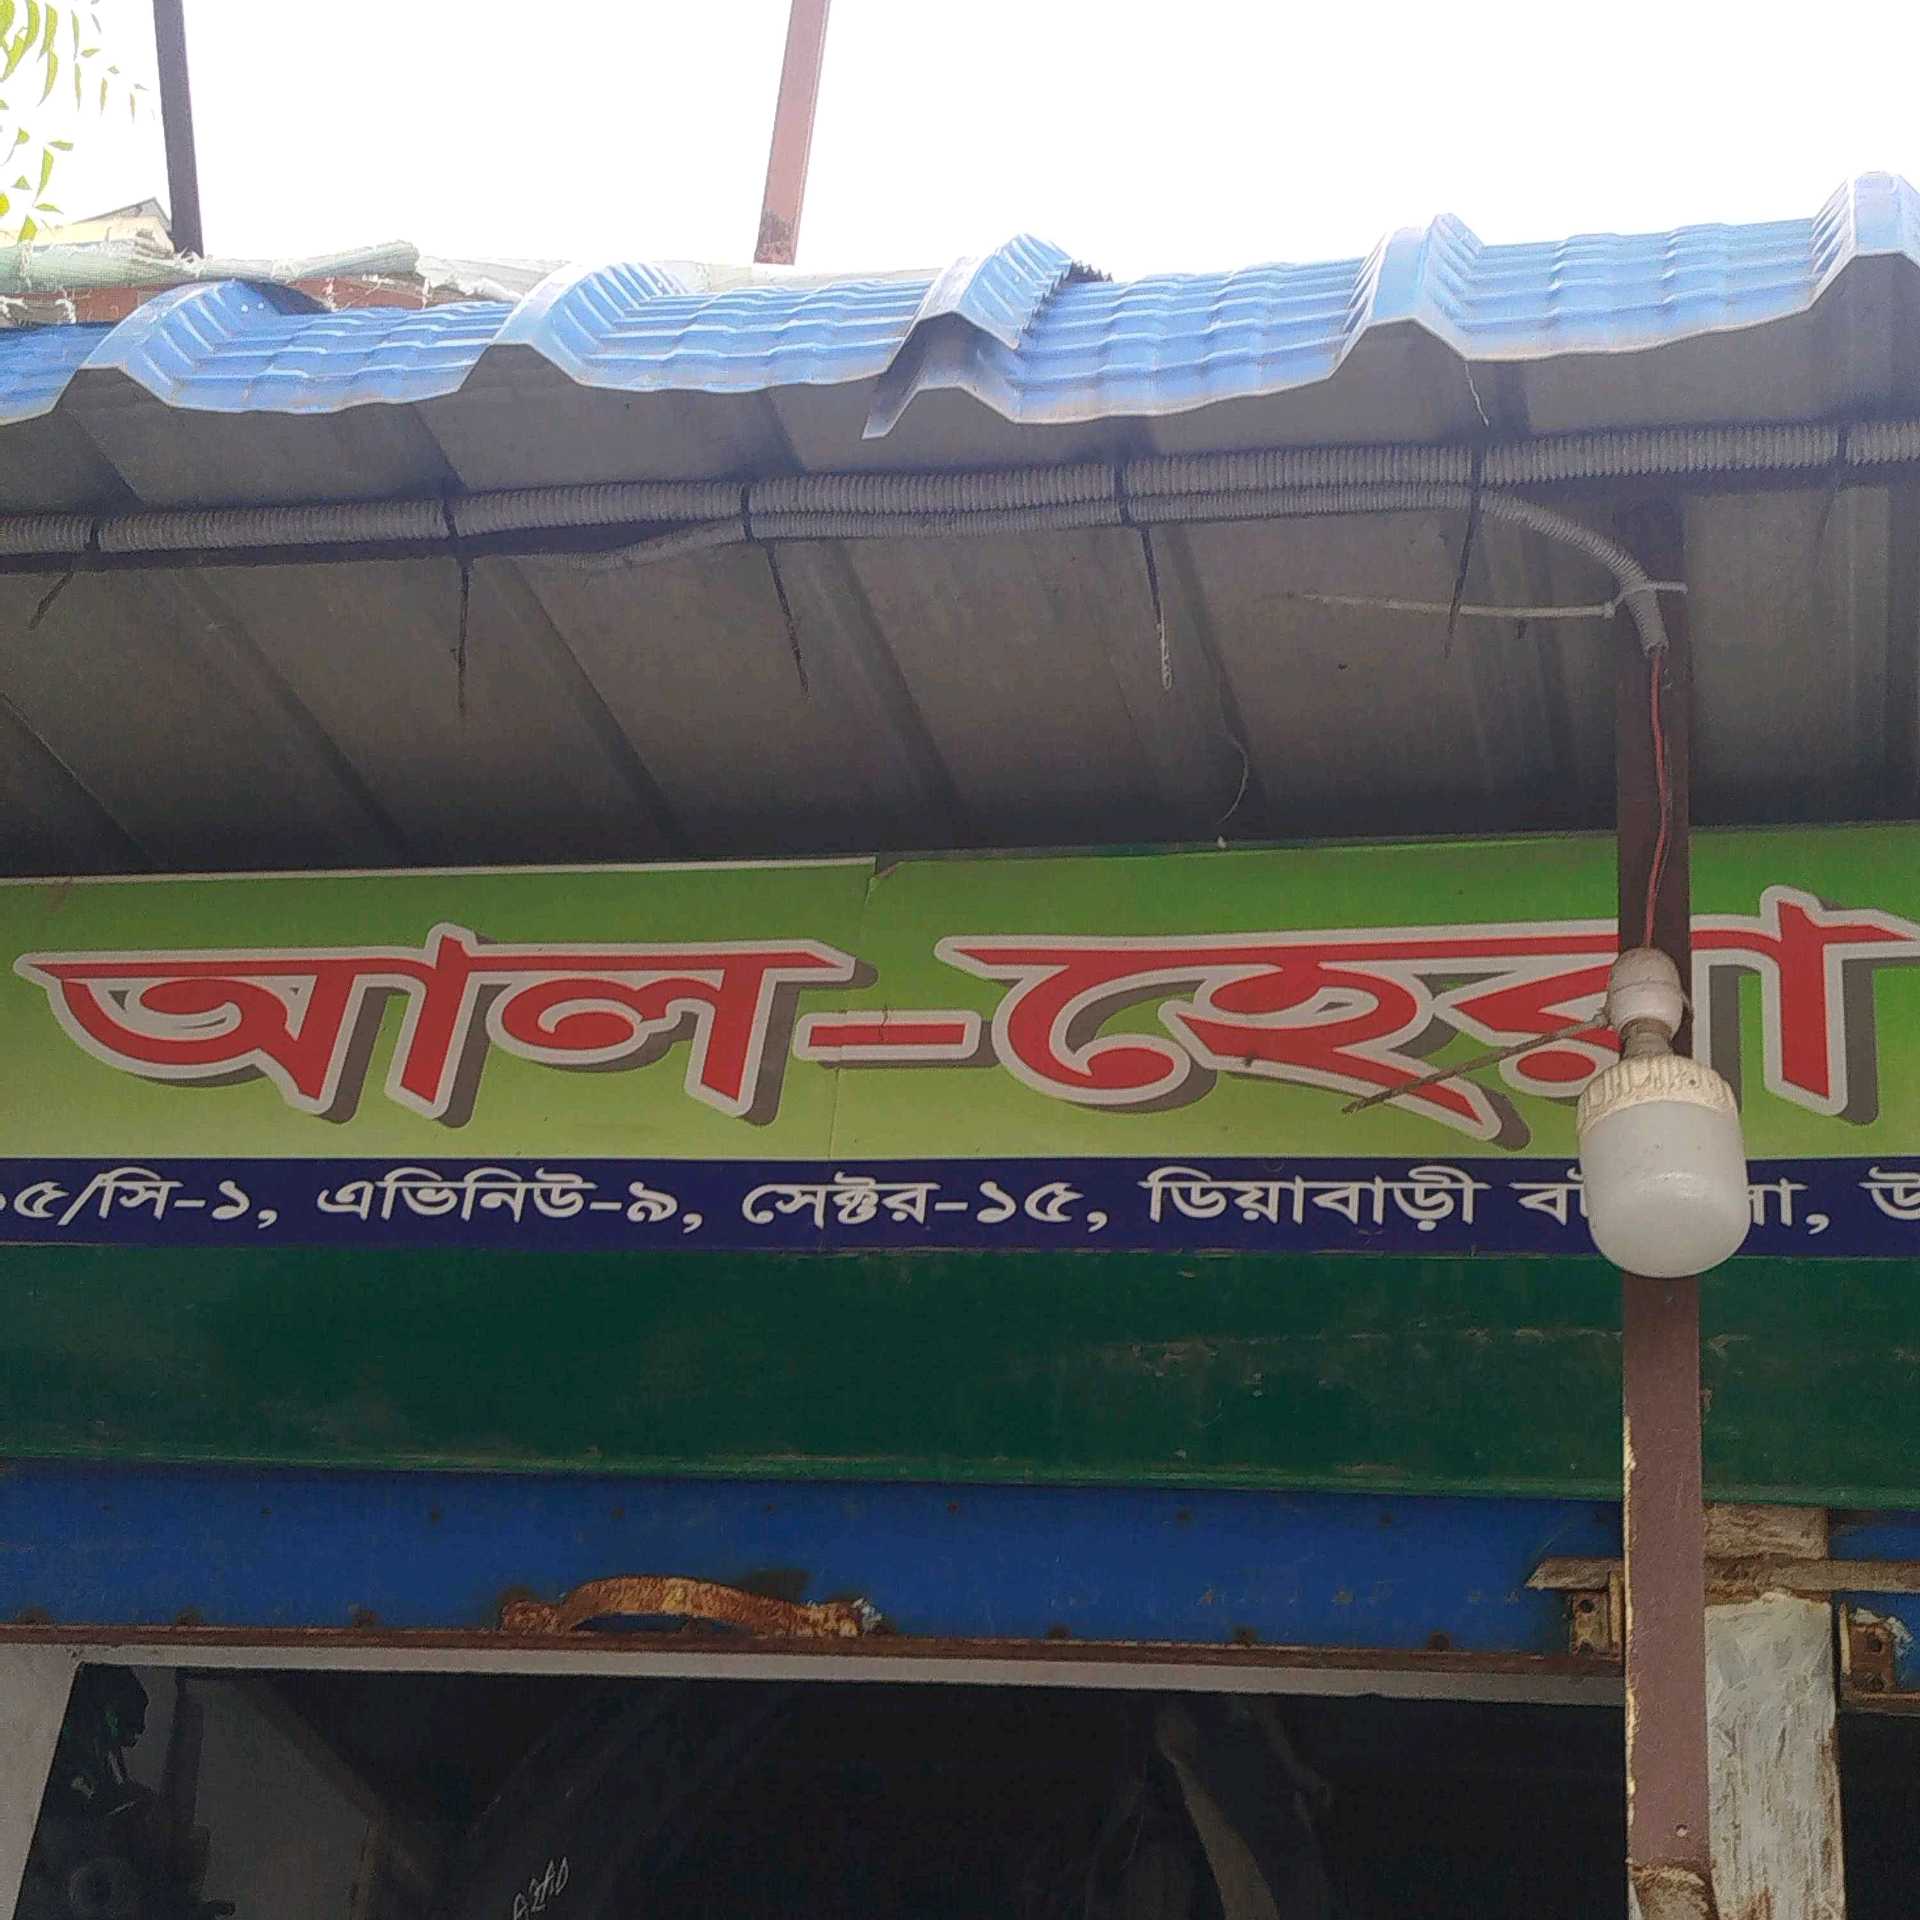 আল-হেরা
৫/সি-১, এভিনিউ-৯, সেক্টর-১৫, ডিয়াবাড়ী